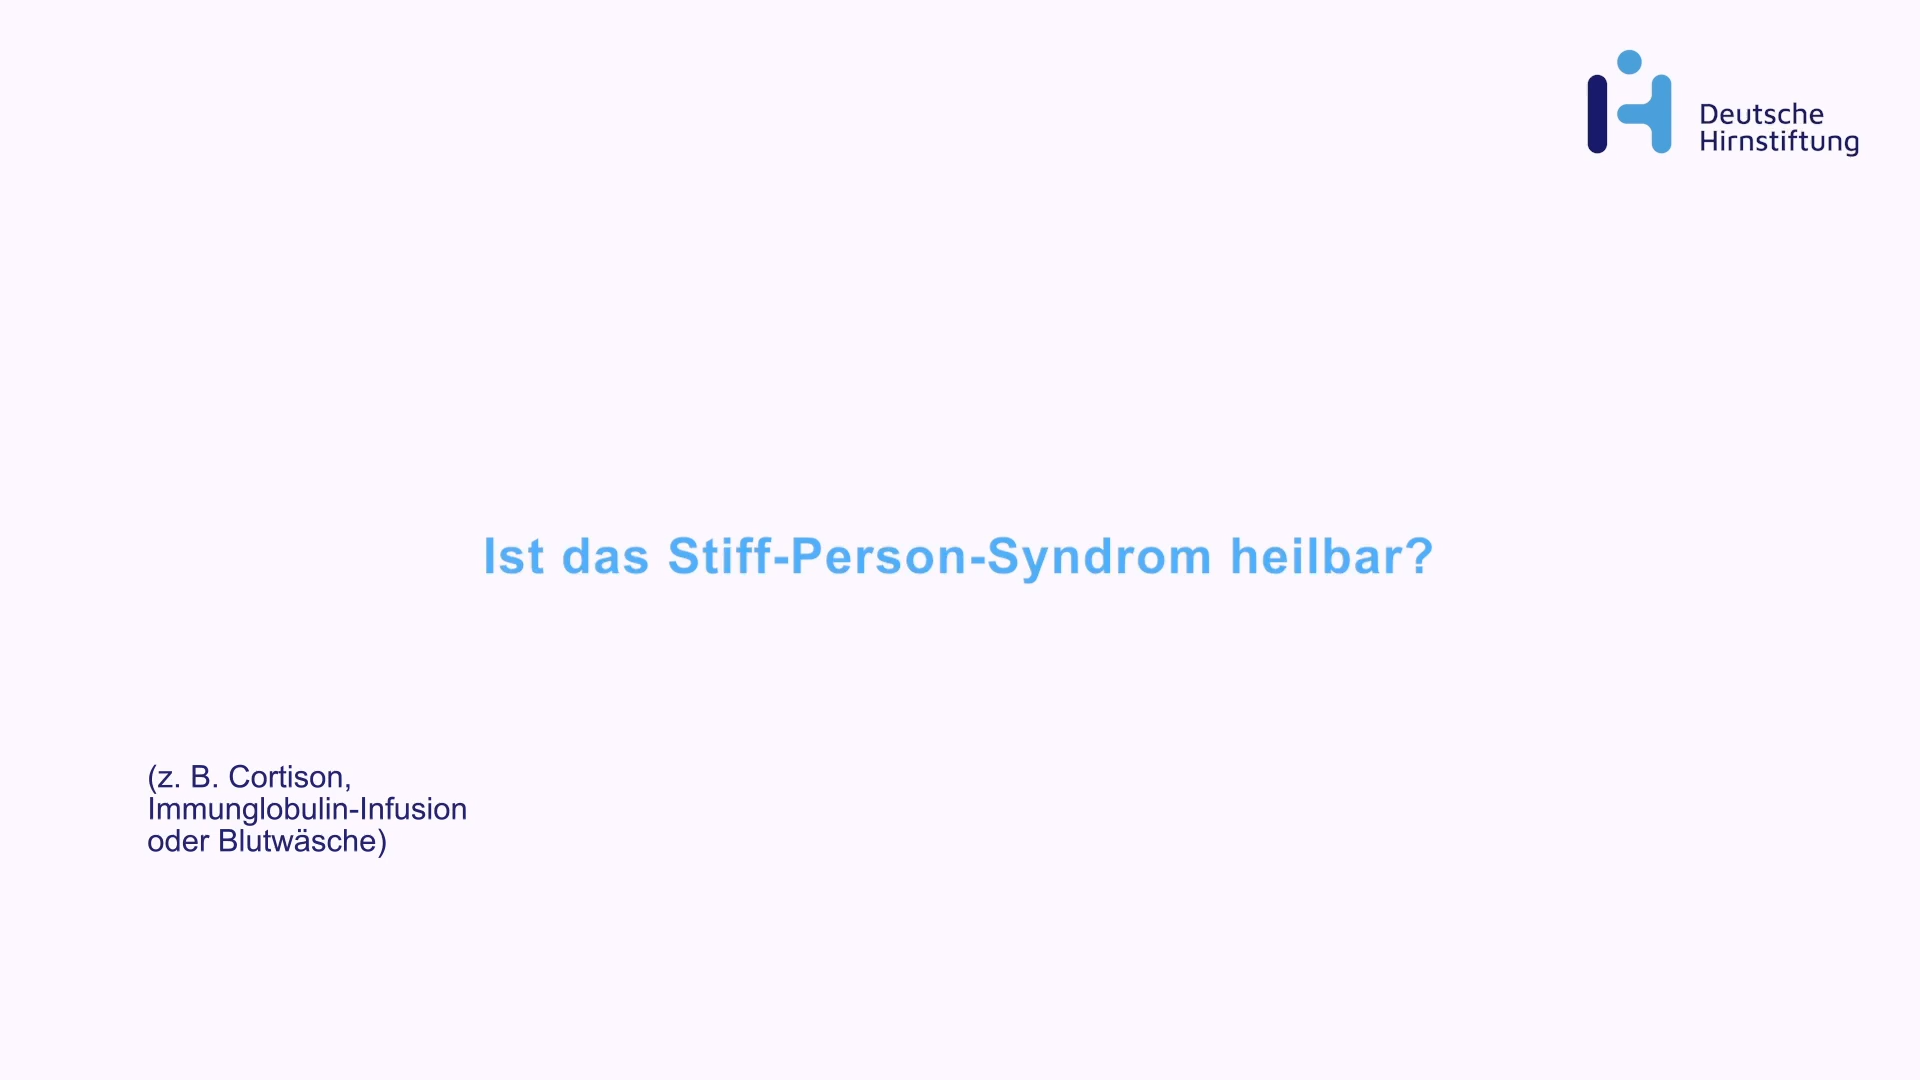 Deutsche
Hirnstiftung
Ist das Stiff-Person-Syndrom heilbar?
(z. B. Cortison,
Immunglobulin-Infusion
oder Blutwäsche)